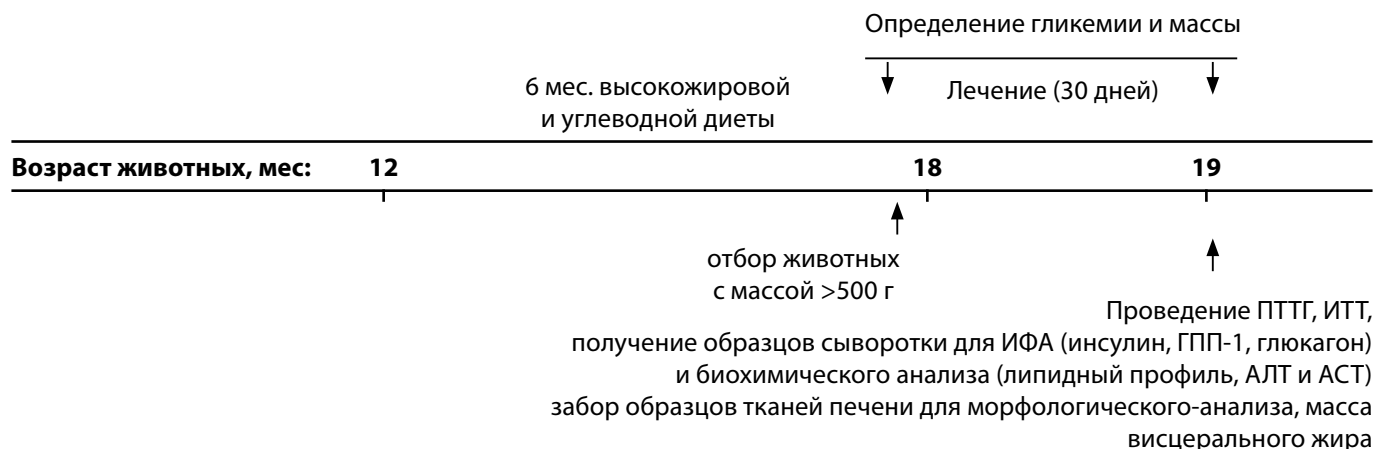 Определение гликемии и массы
6 мес. высокожировой
и углеводной диеты
Лечение (30 дней)
Возраст животных, мес: 12 18 19
отбор животных
с массой >500 г
Проведение ПТТГ, ИТТ,
получение образцов сыворотки для ИФА (инсулин, ГПП-1, глюкагон)
и биохимического анализа (липидный профиль, АЛТ и АСТ)
забор образцов тканей печени для морфологического-анализа, масса
висцерального жира